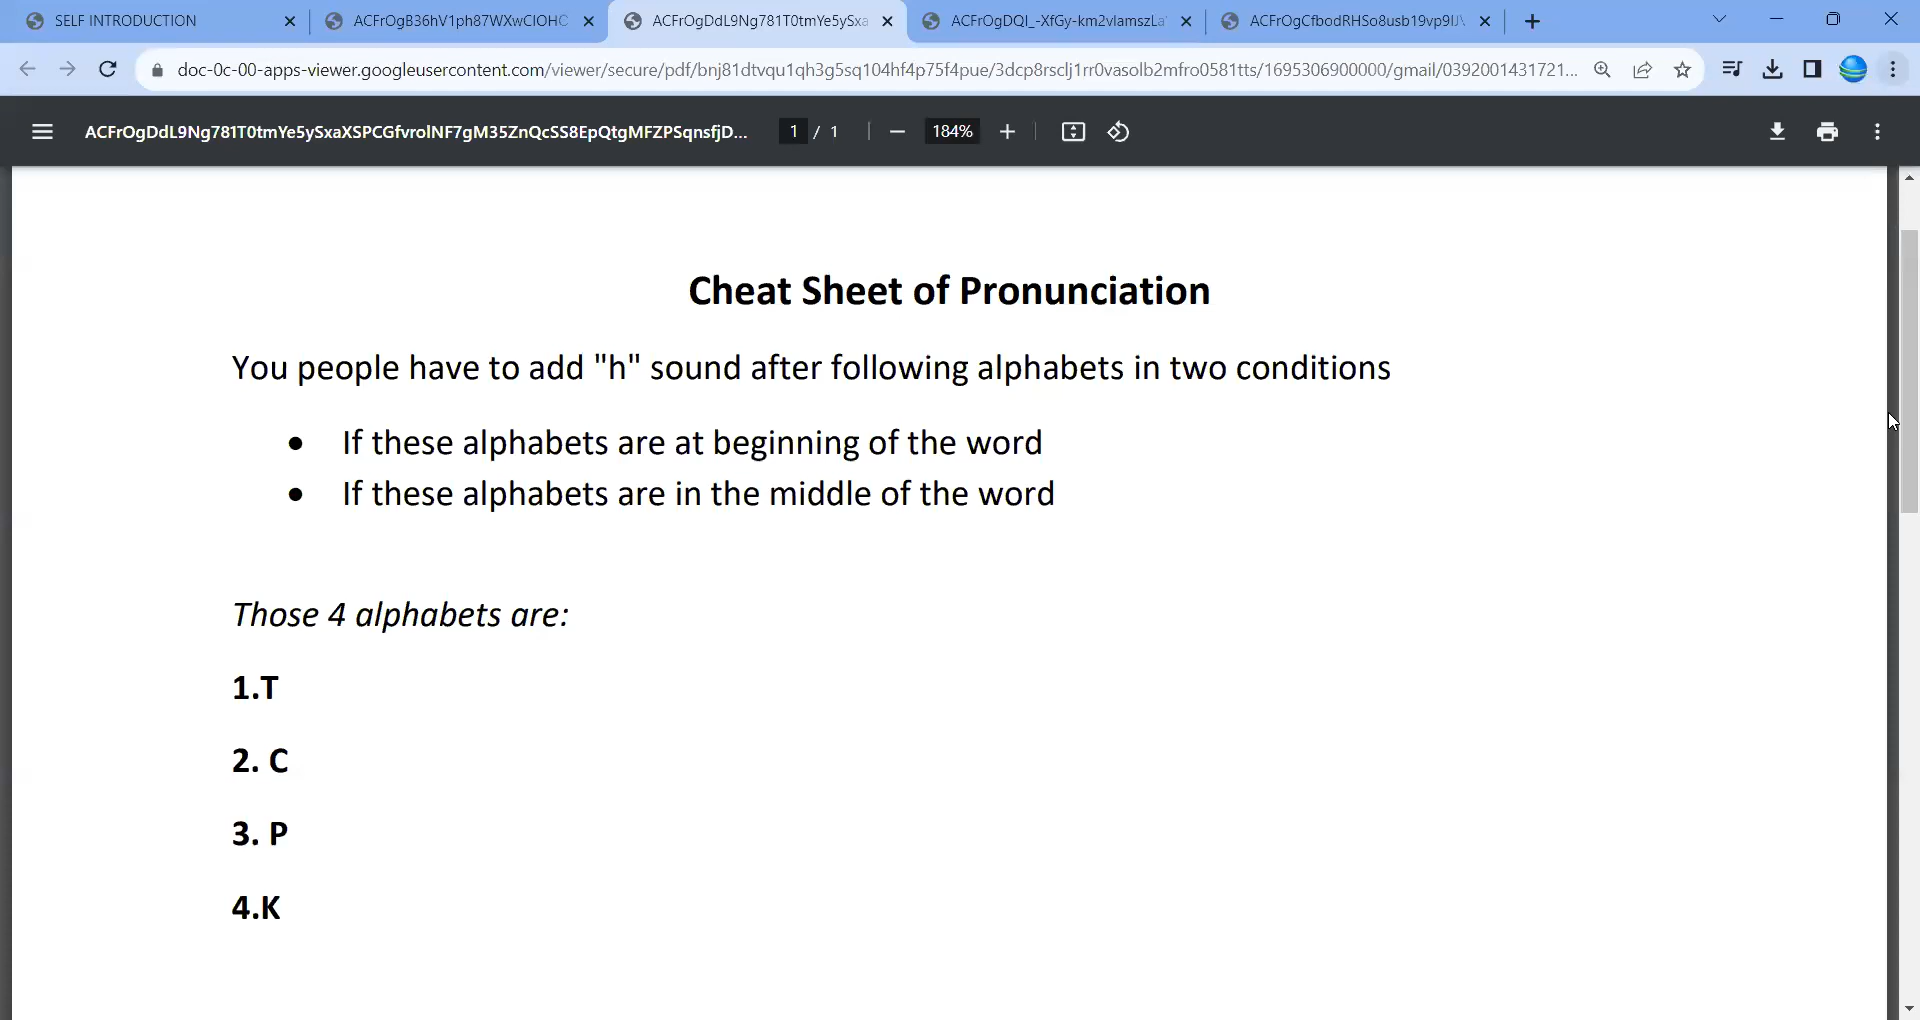 SELF INTRODUCTION
ACFrOgB36hV1ph87WXwCIOHC
ACFrOgDdL9Ng781T0tmYe5ySxa
ACFrOgDQI_-XfGy-km2vlamszLa
ACFrOgCfbodRHSo8usb19vp9IJ
doc-0c-00-apps-viewer.googleusercontent.com/viewer/secure/pdf/bnj81dtvqu1qh3g5sq104hf4p75f4pue/3dcp8rsclj1rr0vasolb2mfro0581tts/1695306900000/gmail/0392001431721...
ACFrOgDdL9Ng781T0tmYe5ySxaXSPCGfvrolNF7gM35ZnQcSS8EpQtgMFZPSqnsfjD... 1 / 1 184%
Cheat Sheet of Pronunciation
You people have to add "h" sound after following alphabets in two conditions
• If these alphabets are at beginning of the word
• If these alphabets are in the middle of the word
Those 4 alphabets are:
1.T
2. C
3. P
4.K